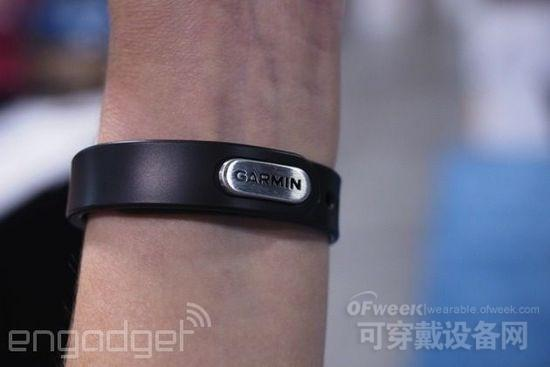 GARMIN
engadget
OFweek|wearable.ofweek.com
可穿戴设备网